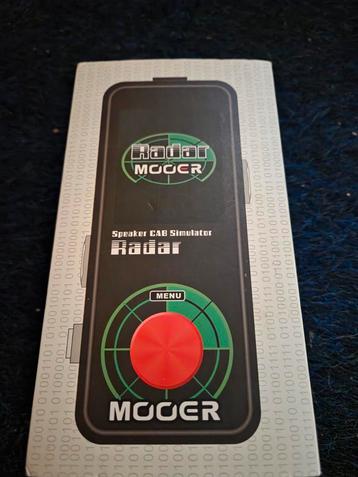 Radar
MOOER
Speaker CAB Simulator
Radar
MENU
MOOER